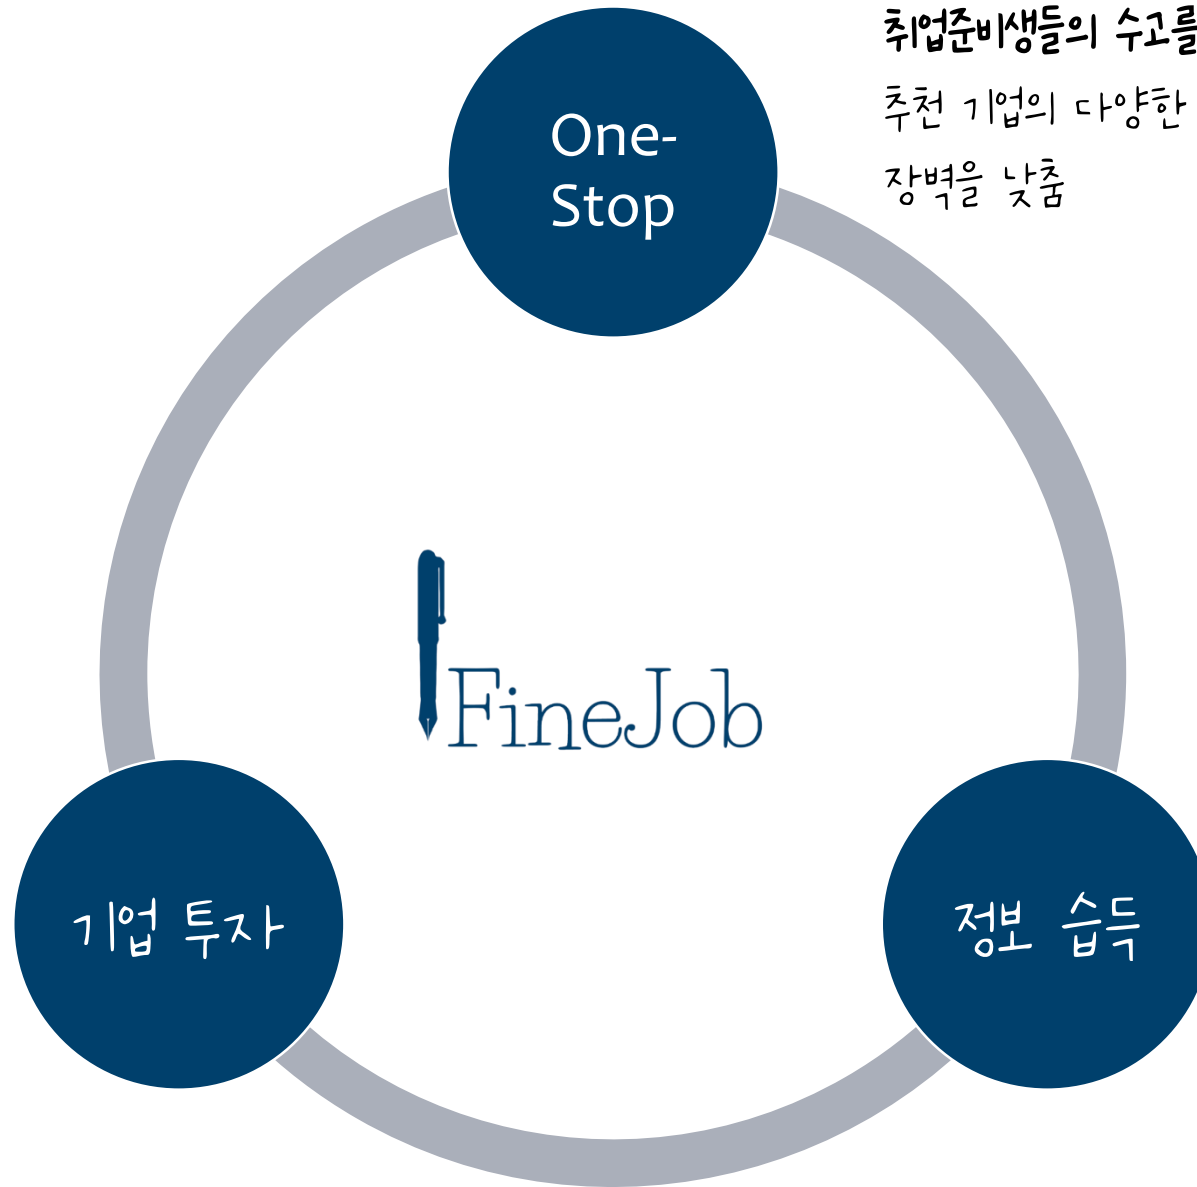 취업준비생들의 수고를
추천 기업의 다양한
장벽을 낮춤
One-
Stop
FineJob
기업 투자
정보 습득